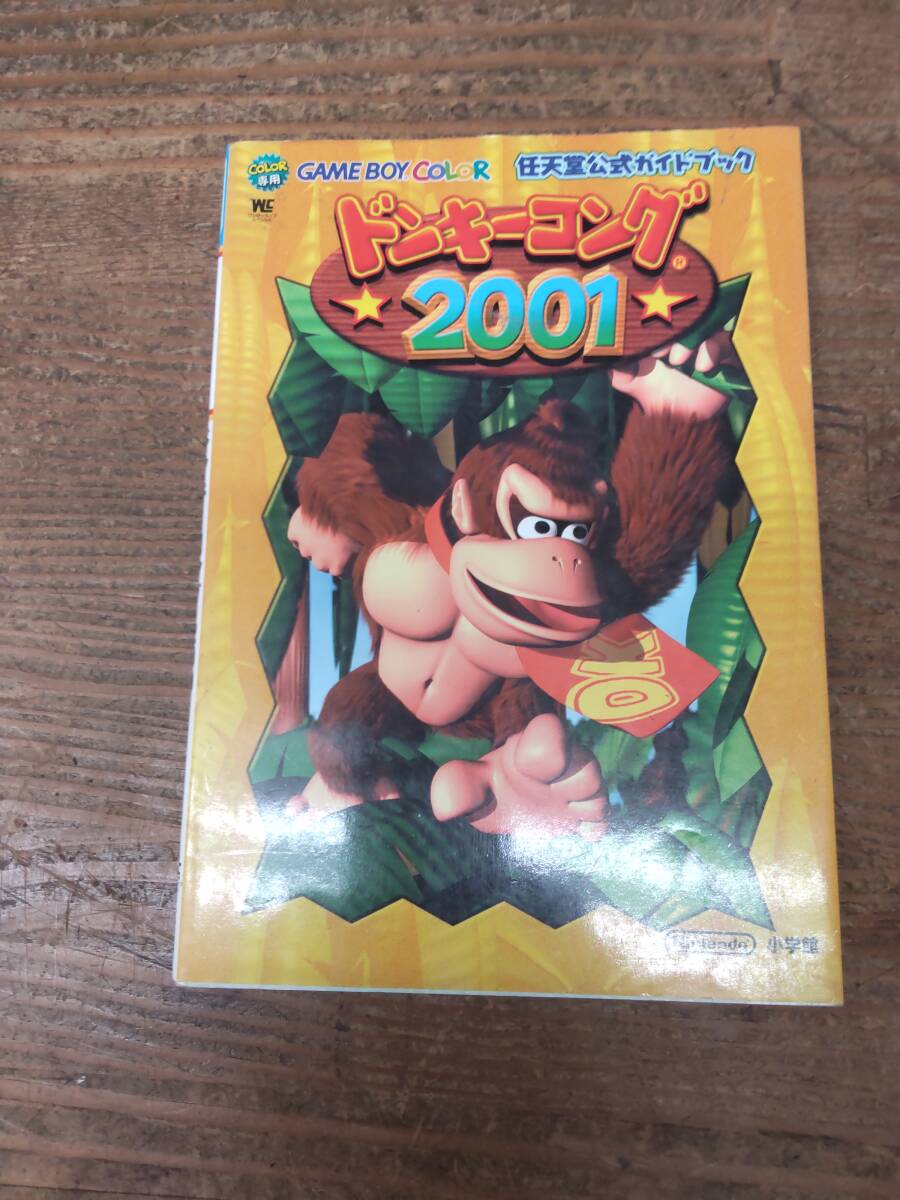 COLOR
専用
GAME BOY COLOR
任天堂公式ガイドブック
ドンキーコング®
2001
DK
Nintendo 小学館